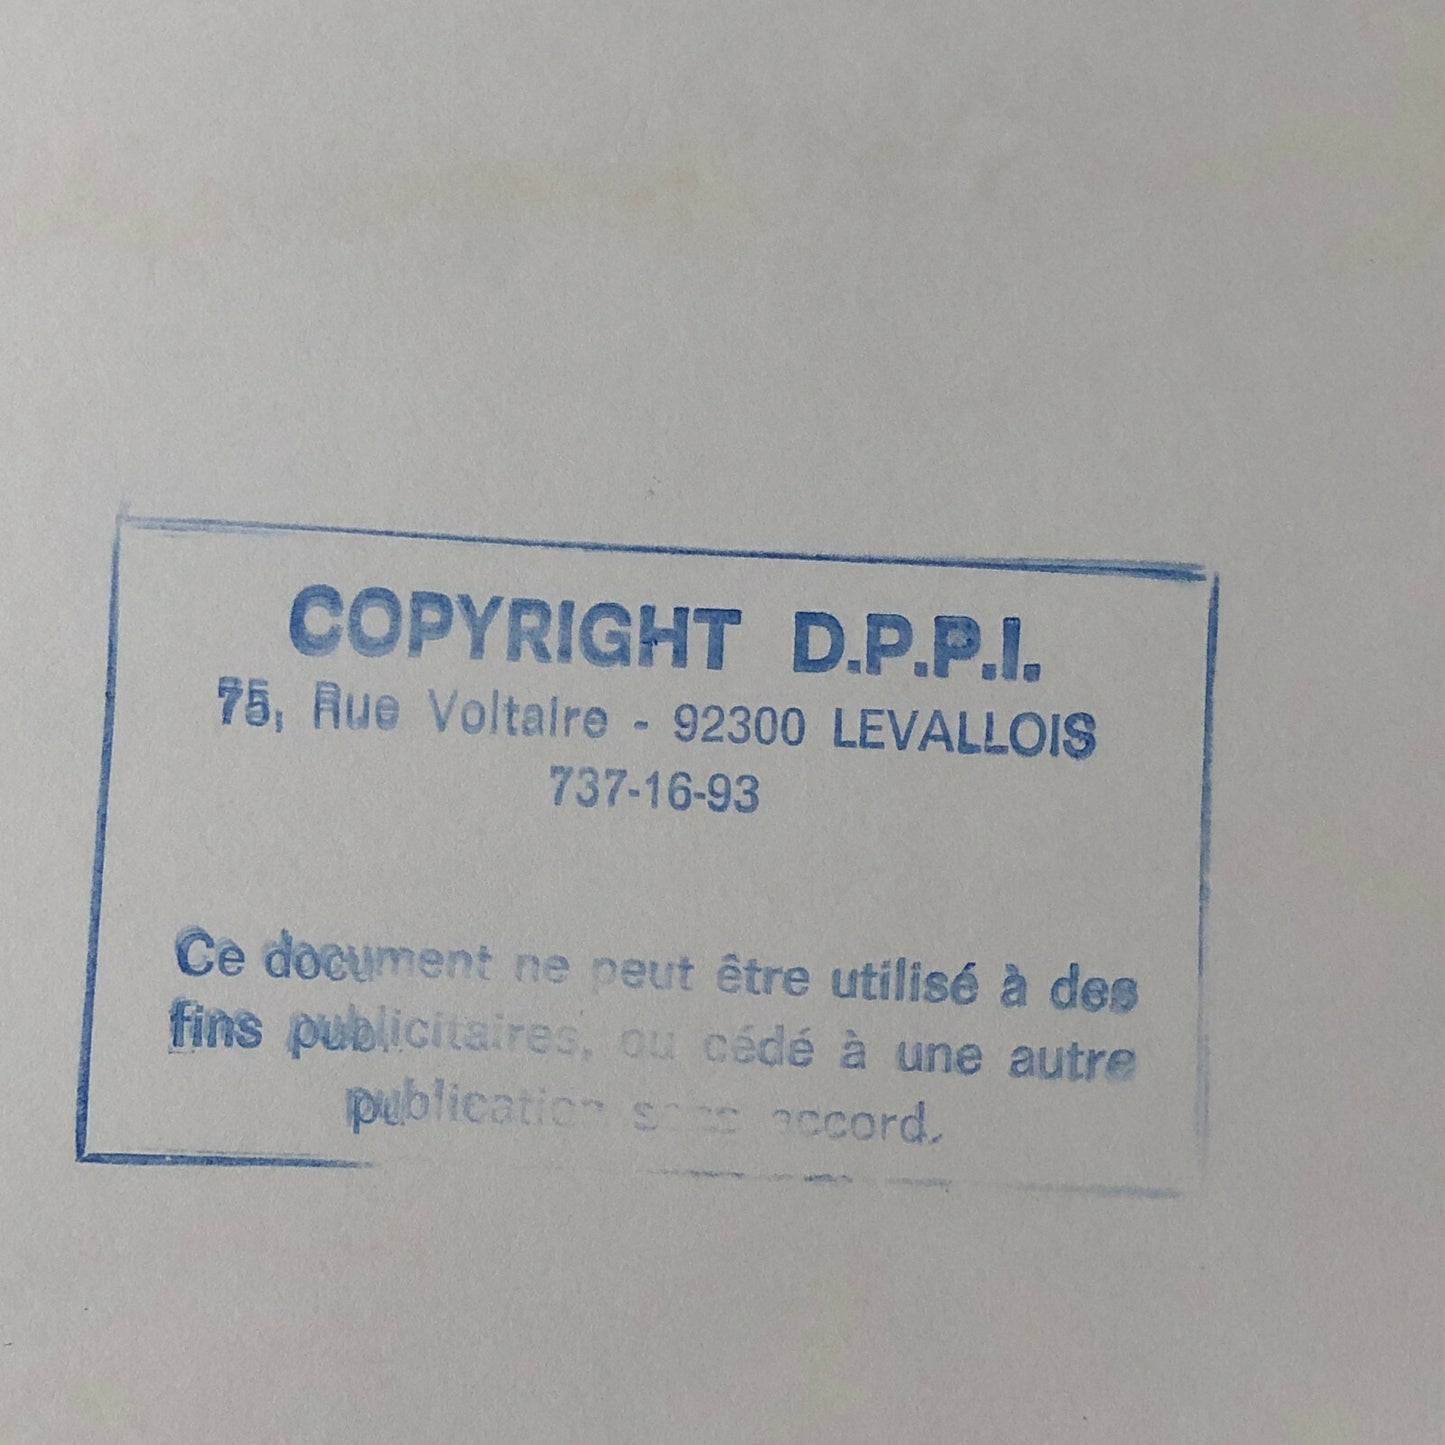 COPYRIGHT D.P.P.I.
75, Rue Voltaire - 92300 LEVALLOIS
737-16-93
Ce document ne peut être utilisé à des
fins publicitaires, ou cédé à une autre
publication sans accord.